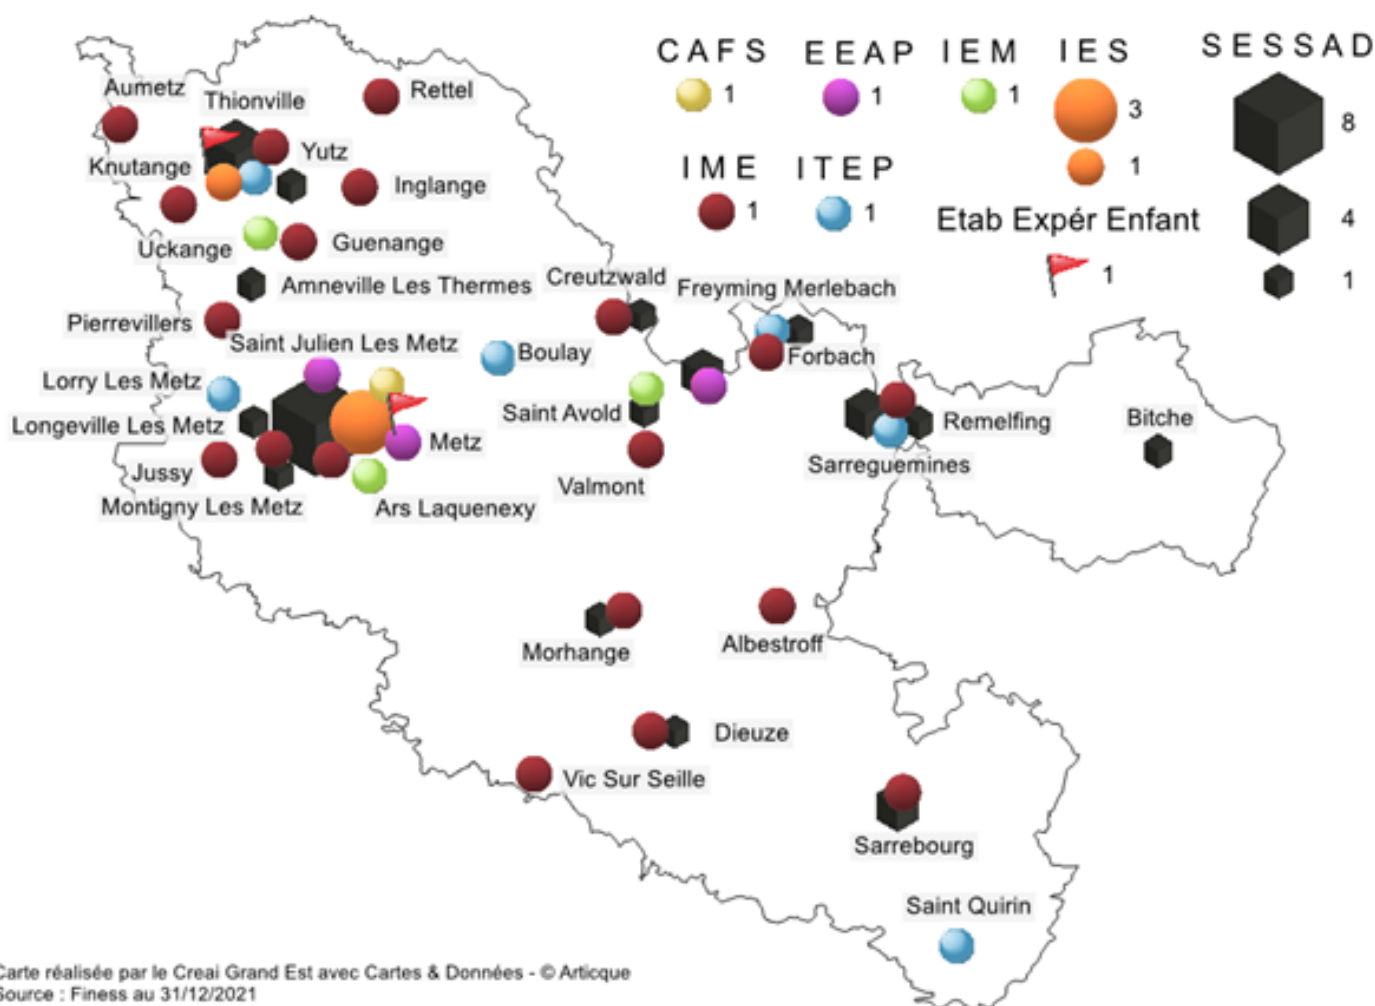 CAFS
1
EEAP
1
IEM
1
IES
3
1
SESSAD
8
4
1
IME
1
ITEP
1
Etab Expér Enfant
1
Aumetz
Thionville
Rettel
Knutange
Yutz
Inglange
Uckange
Guenange
Amneville Les Thermes
Creutzwald
Freyming Merlebach
Pierrevillers
Saint Julien Les Metz
Boulay
Forbach
Lorry Les Metz
Longeville Les Metz
Saint Avold
Remelfing
Bitche
Metz
Jussy
Valmont
Sarreguemines
Montigny Les Metz
Ars Laquenexy
Morhange
Albestroff
Dieuze
Vic Sur Seille
Sarrebourg
Saint Quirin
Carte réalisée par le Creai Grand Est avec Cartes & Données - © Articque
Source : Finess au 31/12/2021